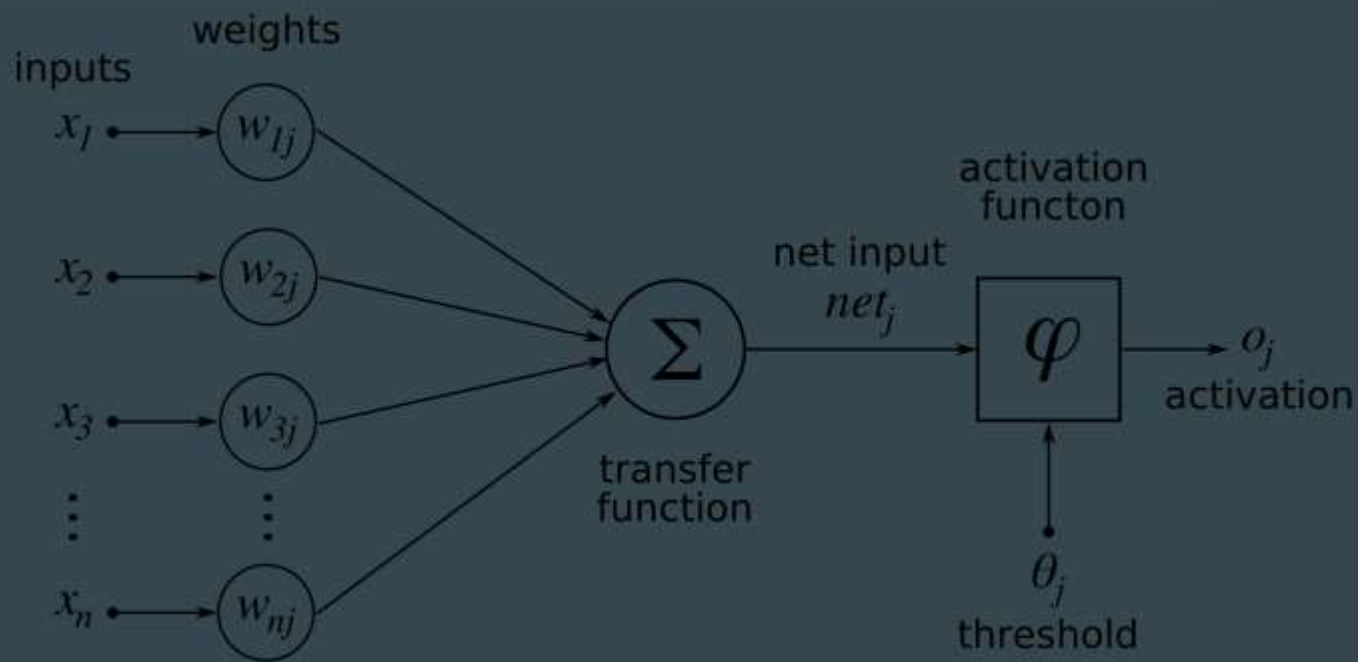 weights
inputs
x₁
w₁ⱼ
activation
functon
x₂
w₂ⱼ
net input
netⱼ
Σ
φ
oⱼ
activation
x₃
w₃ⱼ
transfer
function
⋮
⋮
xₙ
wₙⱼ
θⱼ
threshold